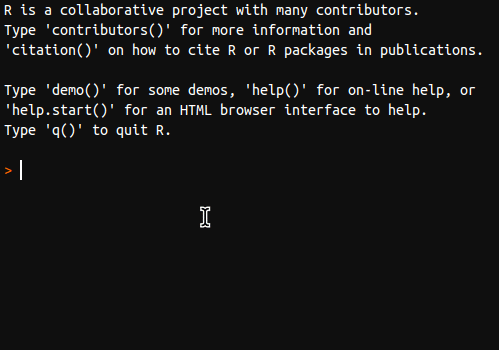 R is a collaborative project with many contributors.
Type 'contributors()' for more information and
'citation()' on how to cite R or R packages in publications.
Type 'demo()' for some demos, 'help()' for on-line help, or
'help.start()' for an HTML browser interface to help.
Type 'q()' to quit R.
>